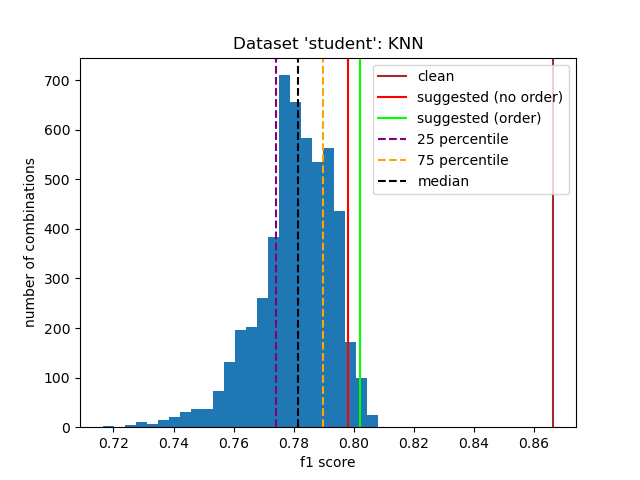 Dataset 'student': KNN
number of combinations
700
600
500
400
300
200
100
0
clean
suggested (no order)
suggested (order)
25 percentile
75 percentile
median
0.72 0.74 0.76 0.78 0.80 0.82 0.84 0.86
f1 score